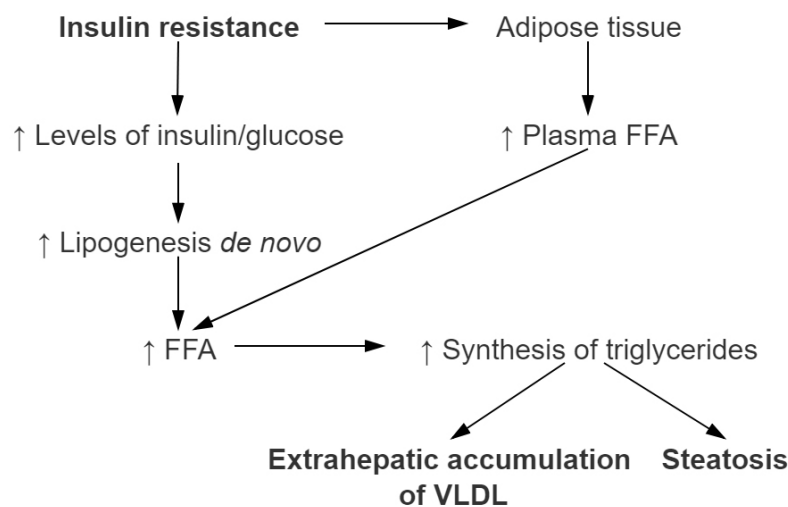 Insulin resistance
Adipose tissue
↑ Levels of insulin/glucose
↑ Plasma FFA
↑ Lipogenesis de novo
↑ FFA
↑ Synthesis of triglycerides
Extrahepatic accumulation
of VLDL
Steatosis